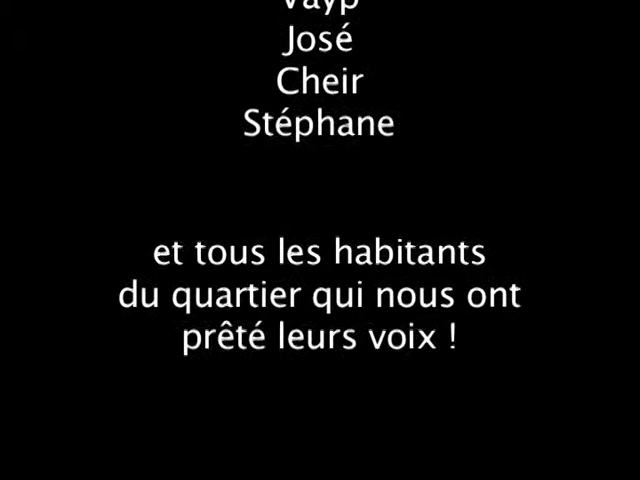 José
Cheir
Stéphane
et tous les habitants
du quartier qui nous ont
prêté leurs voix !